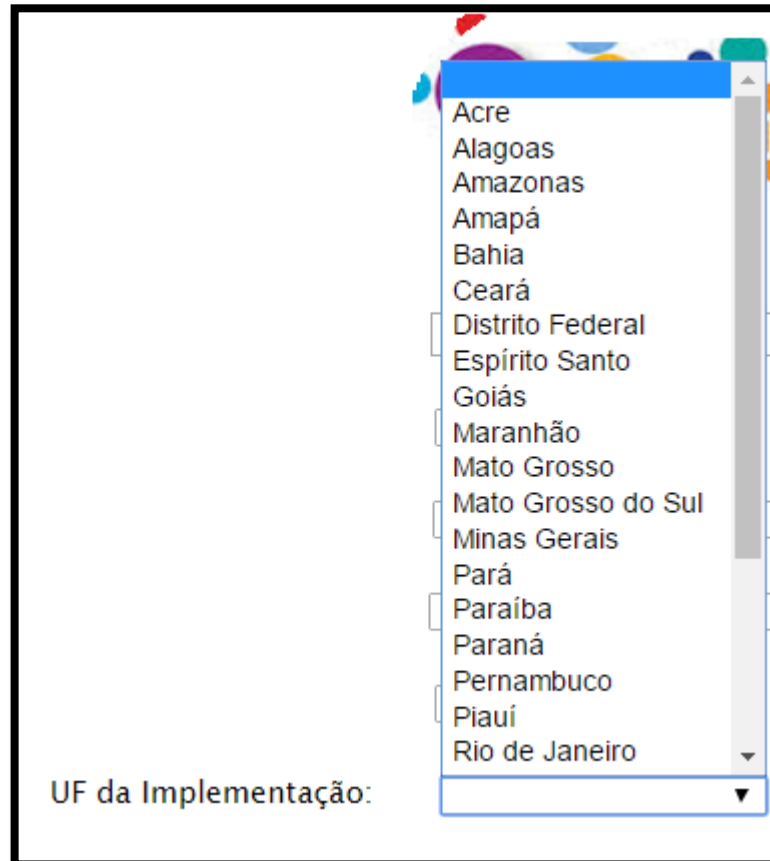 Acre
Alagoas
Amazonas
Amapá
Bahia
Ceará
Distrito Federal
Espírito Santo
Goiás
Maranhão
Mato Grosso
Mato Grosso do Sul
Minas Gerais
Pará
Paraíba
Paraná
Pernambuco
Piauí
Rio de Janeiro
UF da Implementação: